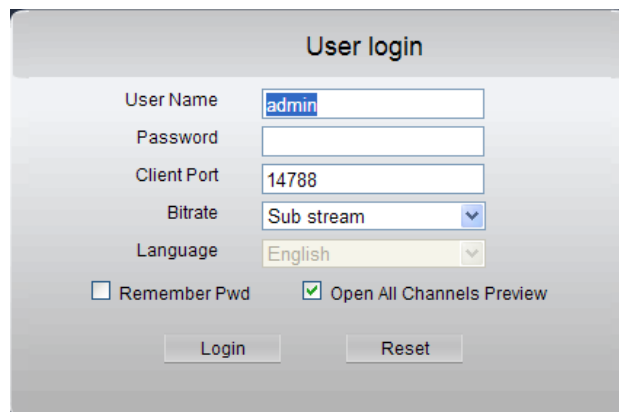 User login
User Name admin
Password
Client Port 14788
Bitrate Sub stream
Language English
Remember Pwd Open All Channels Preview
Login Reset